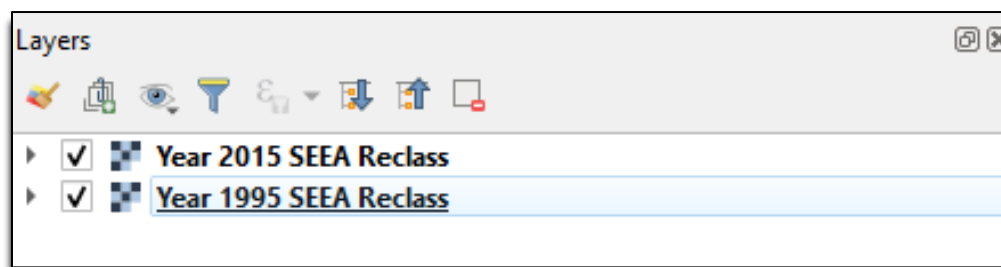 Layers
Year 2015 SEEA Reclass
Year 1995 SEEA Reclass